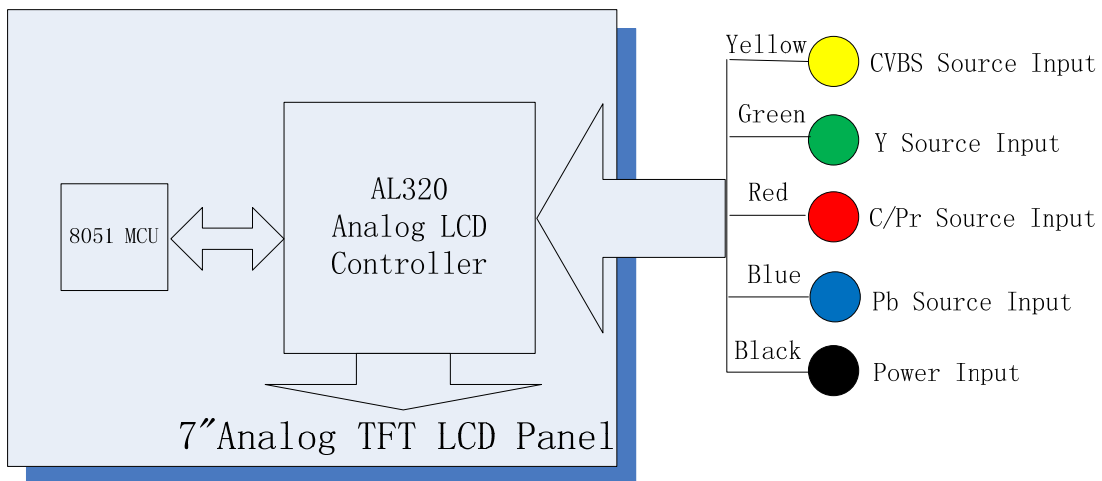 8051 MCU
AL320
Analog LCD
Controller
7"Analog TFT LCD Panel
Yellow
CVBS Source Input
Green
Y Source Input
Red
C/Pr Source Input
Blue
Pb Source Input
Black
Power Input